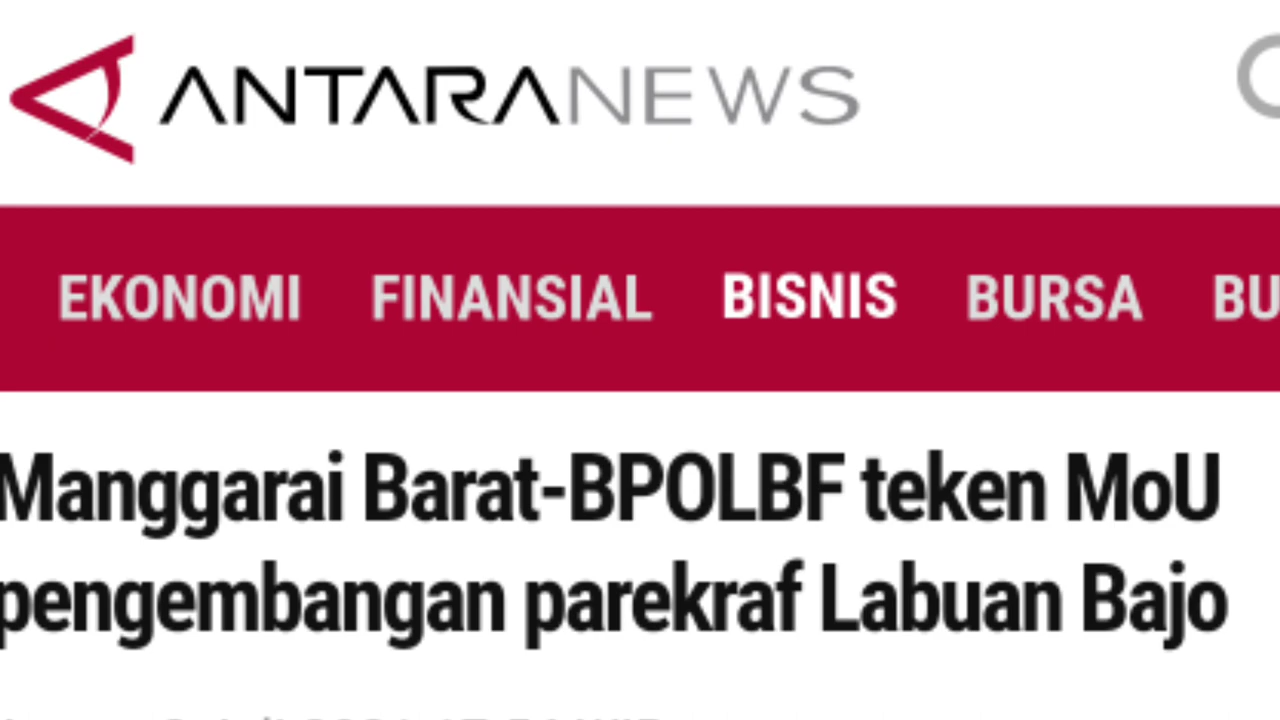 ANTARANEWS
EKONOMI FINANSIAL BISNIS BURSA
Manggarai Barat-BPOLBF teken MoU
pengembangan parekraf Labuan Bajo